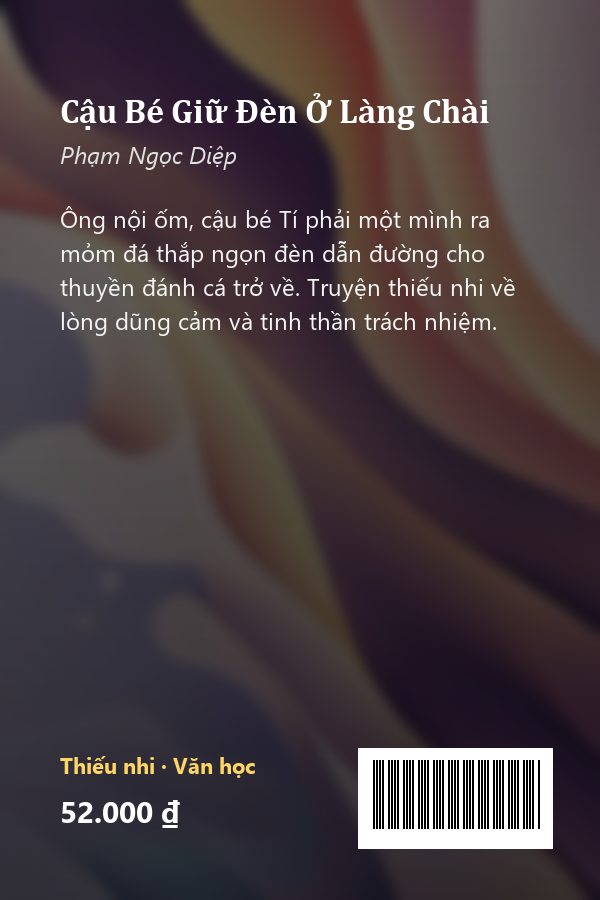 Cậu Bé Giữ Đèn Ở Làng Chài
Phạm Ngọc Diệp
Ông nội ốm, cậu bé Tí phải một mình ra
mỏm đá thắp ngọn đèn dẫn đường cho
thuyền đánh cá trở về. Truyện thiếu nhi về
lòng dũng cảm và tinh thần trách nhiệm.
Thiếu nhi · Văn học
52.000 ₫